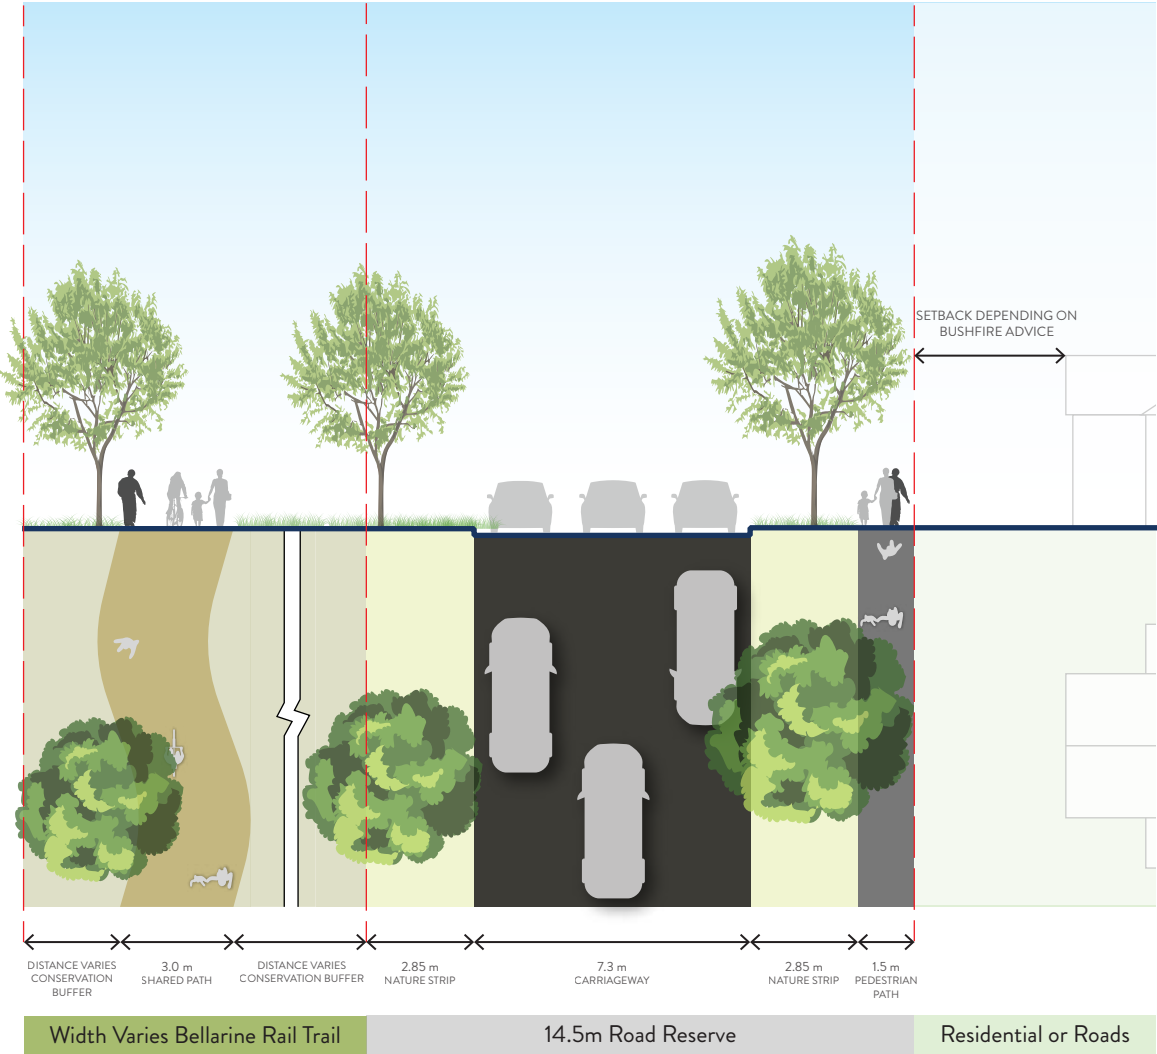 SETBACK DEPENDING ON
BUSHFIRE ADVICE
DISTANCE VARIES
CONSERVATION
BUFFER
3.0 m
SHARED PATH
DISTANCE VARIES
CONSERVATION BUFFER
2.85 m
NATURE STRIP
7.3 m
CARRIAGEWAY
2.85 m
NATURE STRIP
1.5 m
PEDESTRIAN
PATH
Width Varies Bellarine Rail Trail
14.5m Road Reserve
Residential or Roads